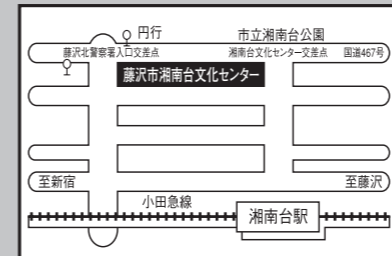 円行 市立湘南台公園
藤沢北警察署入口交差点 湘南台文化センター交差点 国道467号
藤沢市湘南台文化センター
至新宿 至藤沢
小田急線
湘南台駅